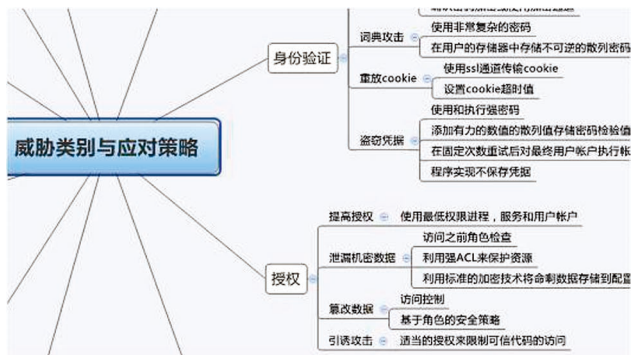 词典攻击
使用非常复杂的密码
在用户的存储器中存储不可逆的散列密码
身份验证
重放cookie
使用ssl通道传输cookie
设置cookie超时值
盗窃凭据
使用和执行强密码
添加有力的数值的散列值存储密码检验值
在固定次数重试后对最终用户帐户执行帐
程序实现不保存凭据
威胁类别与应对策略
授权
提高授权
使用最低权限进程，服务和用户帐户
泄漏机密数据
访问之前角色检查
利用强ACL来保护资源
利用标准的加密技术将命剩数据存储到配置
篡改数据
访问控制
基于角色的安全策略
引诱攻击
适当的授权来限制可信代码的访问